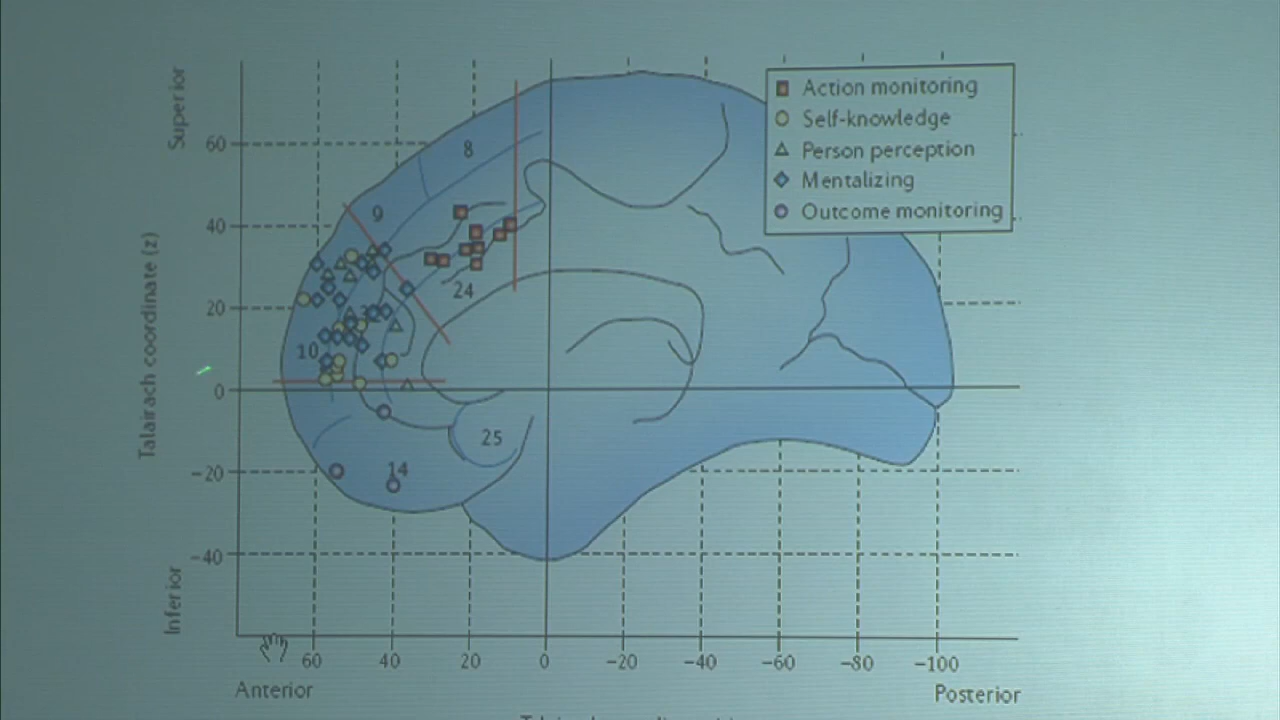 Superior
Talairach coordinate (z)
Inferior
60
40
20
0
−20
−40
8
9
24
10
25
14
Action monitoring
Self-knowledge
Person perception
Mentalizing
Outcome monitoring
60 40 20 0 −20 −40 −60 −80 −100
Anterior
Posterior